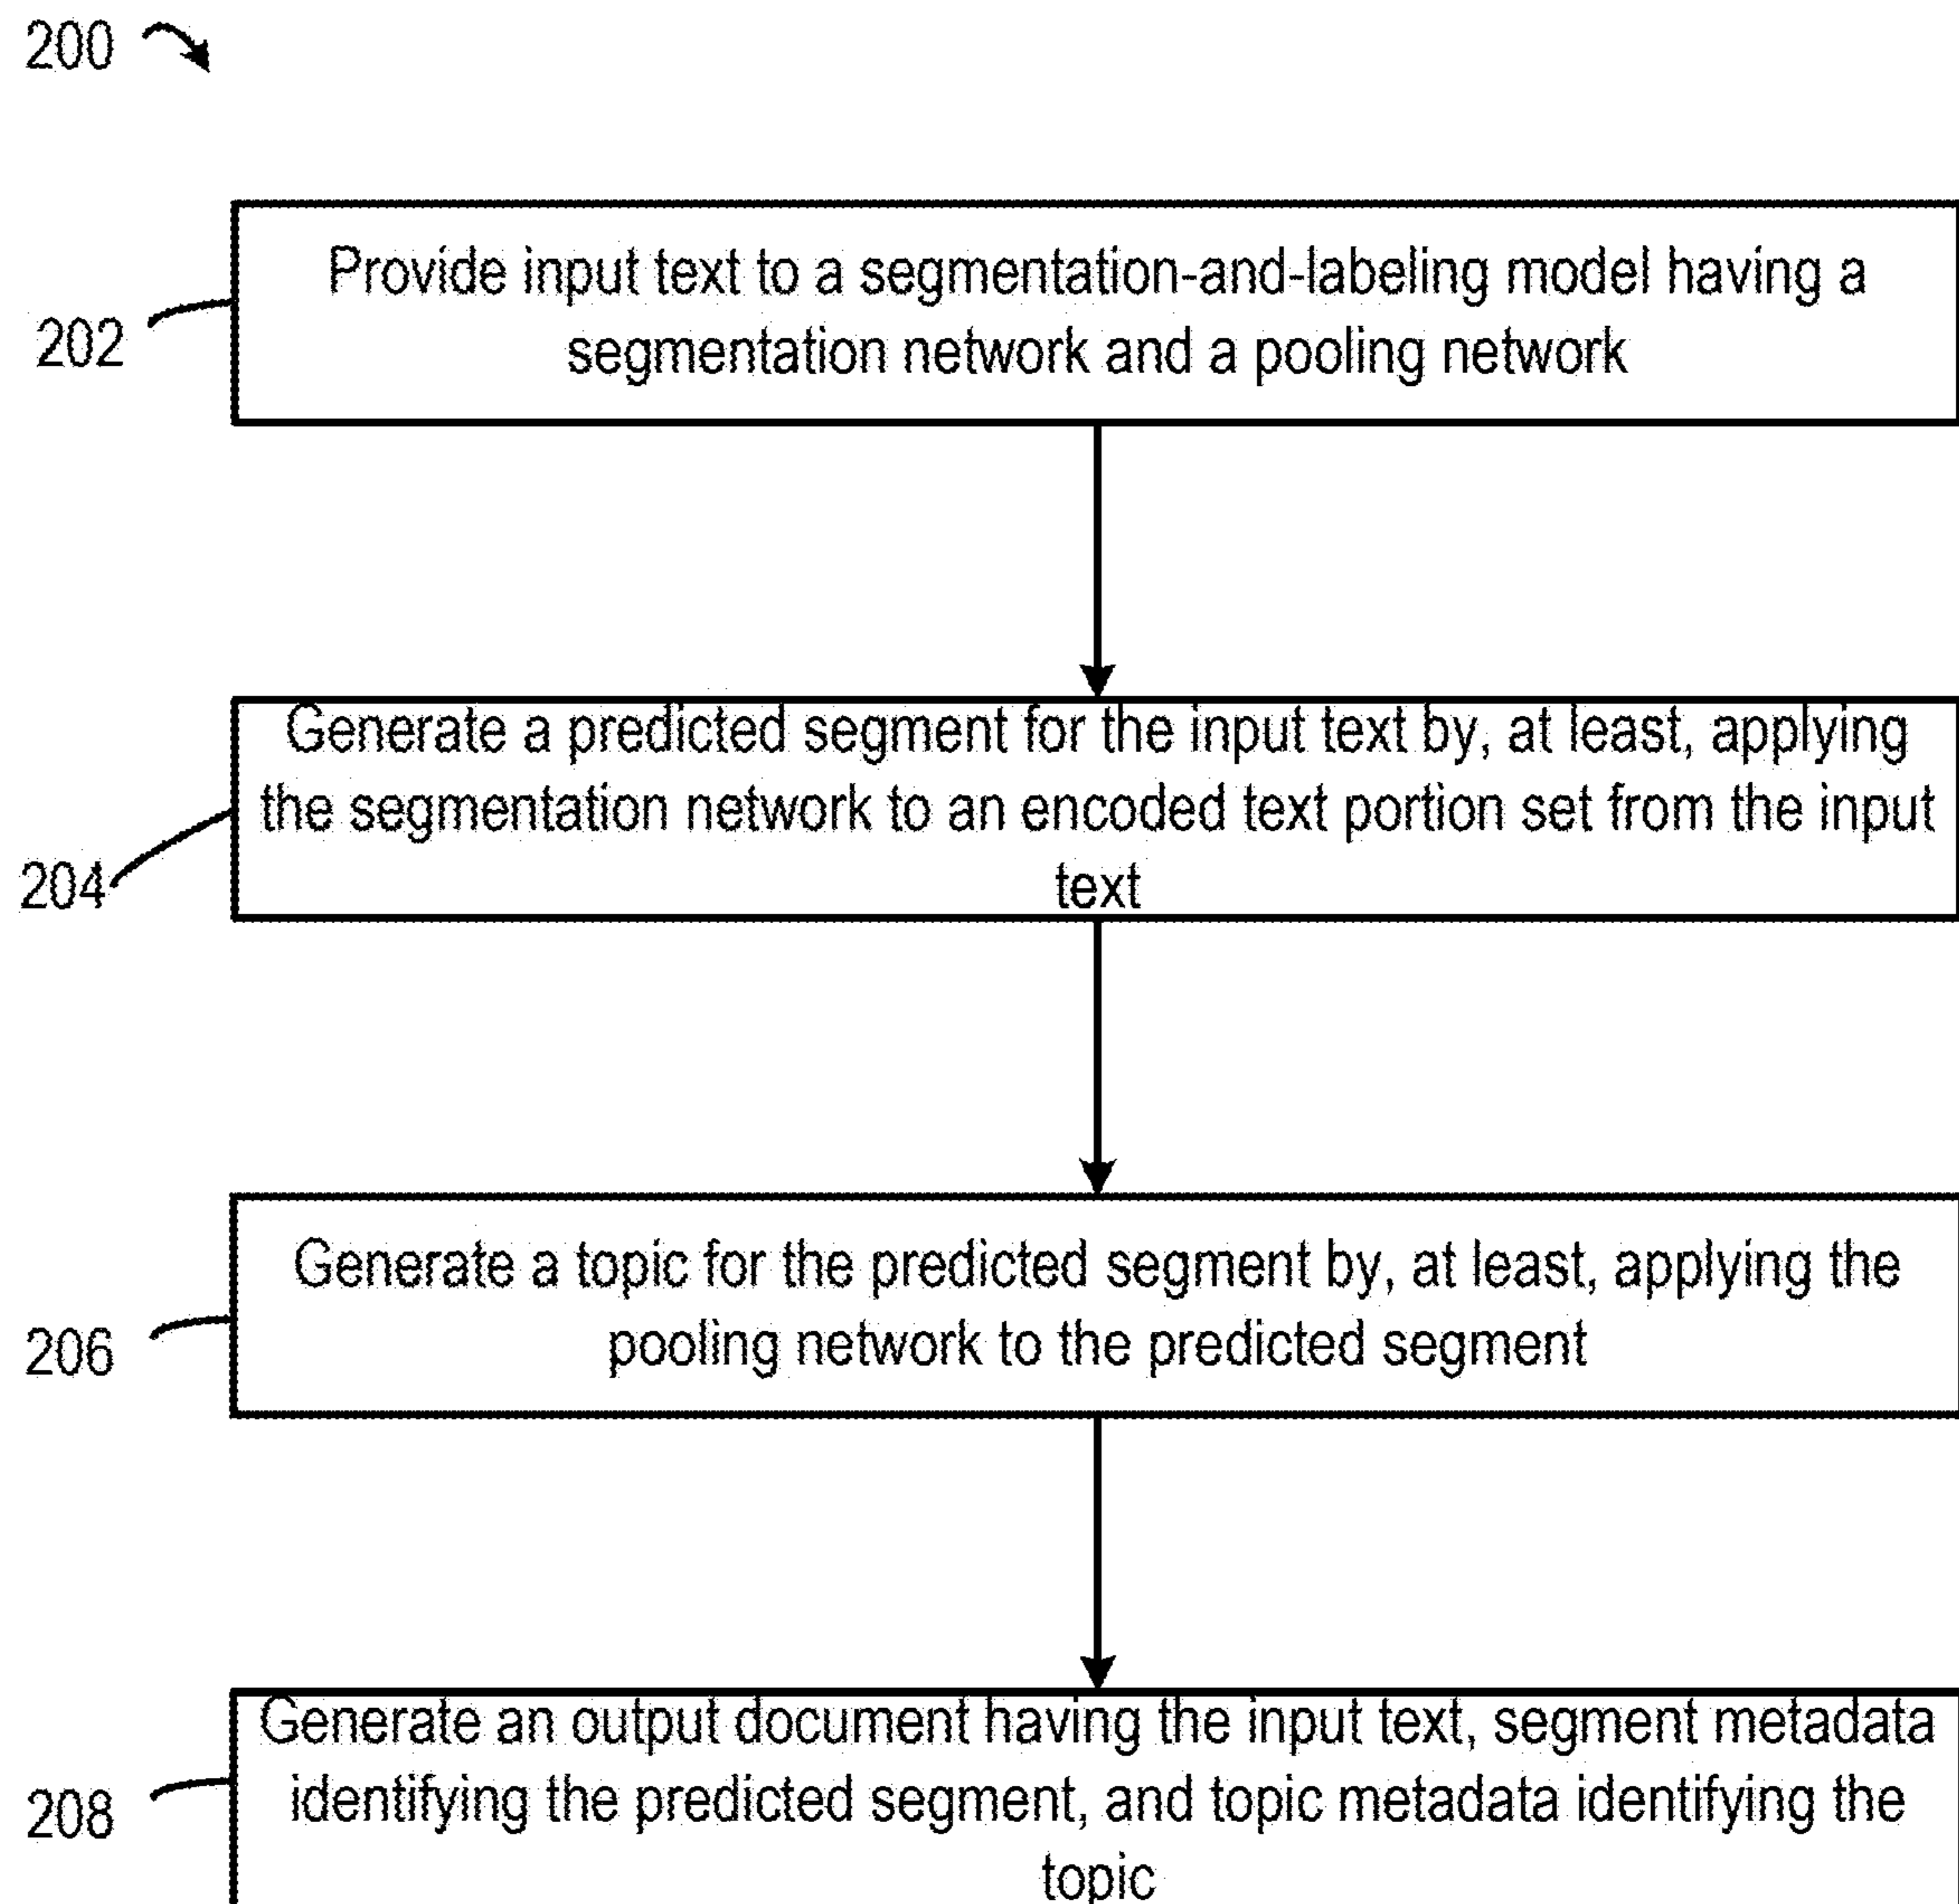 200
202
Provide input text to a segmentation-and-labeling model having a
segmentation network and a pooling network
204
Generate a predicted segment for the input text by, at least, applying
the segmentation network to an encoded text portion set from the input
text
206
Generate a topic for the predicted segment by, at least, applying the
pooling network to the predicted segment
208
Generate an output document having the input text, segment metadata
identifying the predicted segment, and topic metadata identifying the
topic